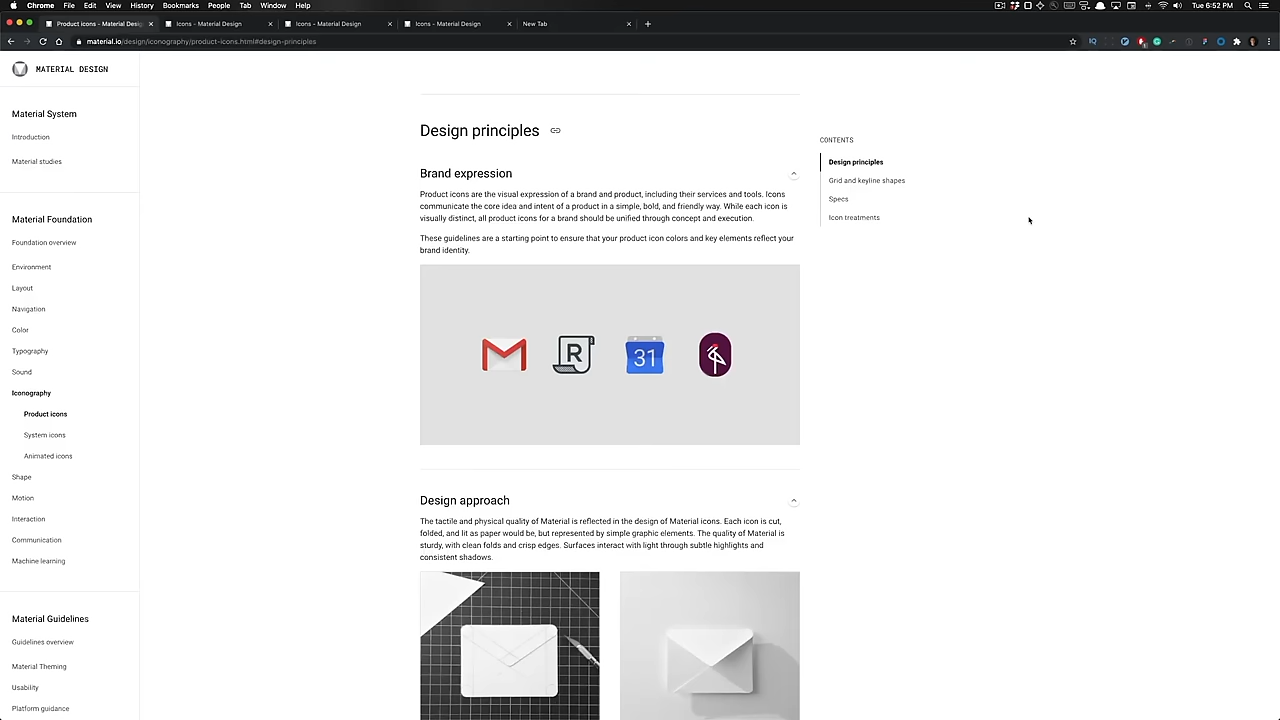 Chrome File Edit View History Bookmarks People Tab Window Help Tue 6:52 PM
Product icons - Material Desi Icons - Material Design Icons - Material Design Icons - Material Design New Tab
material.io/design/iconography/product-icons.html#design-principles
MATERIAL DESIGN
Material System
Introduction
Material studies
Material Foundation
Foundation overview
Environment
Layout
Navigation
Color
Typography
Sound
Iconography
Product icons
System icons
Animated icons
Shape
Motion
Interaction
Communication
Machine learning
Material Guidelines
Guidelines overview
Material Theming
Usability
Platform guidance
Design principles
Brand expression
Product icons are the visual expression of a brand and product, including their services and tools. Icons
communicate the core idea and intent of a product in a simple, bold, and friendly way. While each icon is
visually distinct, all product icons for a brand should be unified through concept and execution.
These guidelines are a starting point to ensure that your product icon colors and key elements reflect your
brand identity.
R
31
Design approach
The tactile and physical quality of Material is reflected in the design of Material icons. Each icon is cut,
folded, and lit as paper would be, but represented by simple graphic elements. The quality of Material is
sturdy, with clean folds and crisp edges. Surfaces interact with light through subtle highlights and
consistent shadows.
CONTENTS
Design principles
Grid and keyline shapes
Specs
Icon treatments